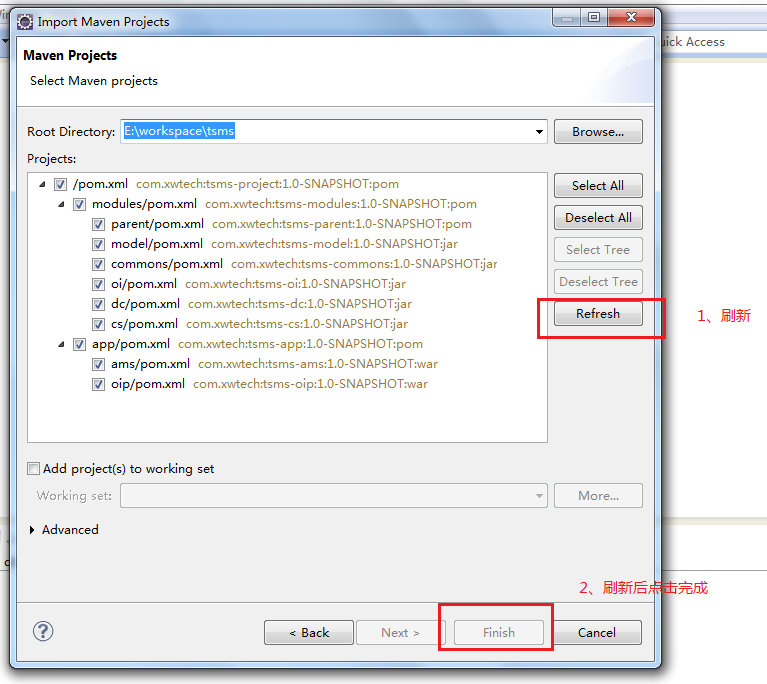 Import Maven Projects
Maven Projects
Select Maven projects
uick Access
Root Directory: E:\workspace\tsms Browse...
Projects:
/pom.xml com.xwtech:tsms-project:1.0-SNAPSHOT:pom
modules/pom.xml com.xwtech:tsms-modules:1.0-SNAPSHOT:pom
parent/pom.xml com.xwtech:tsms-parent:1.0-SNAPSHOT:pom
model/pom.xml com.xwtech:tsms-model:1.0-SNAPSHOT:jar
commons/pom.xml com.xwtech:tsms-commons:1.0-SNAPSHOT:jar
oi/pom.xml com.xwtech:tsms-oi:1.0-SNAPSHOT:jar
dc/pom.xml com.xwtech:tsms-dc:1.0-SNAPSHOT:jar
cs/pom.xml com.xwtech:tsms-cs:1.0-SNAPSHOT:jar
app/pom.xml com.xwtech:tsms-app:1.0-SNAPSHOT:pom
ams/pom.xml com.xwtech:tsms-ams:1.0-SNAPSHOT:war
oip/pom.xml com.xwtech:tsms-oip:1.0-SNAPSHOT:war
Select All
Deselect All
Select Tree
Deselect Tree
Refresh
1、刷新
Add project(s) to working set
Working set: More...
Advanced
2、刷新后点击完成
? < Back Next > Finish Cancel